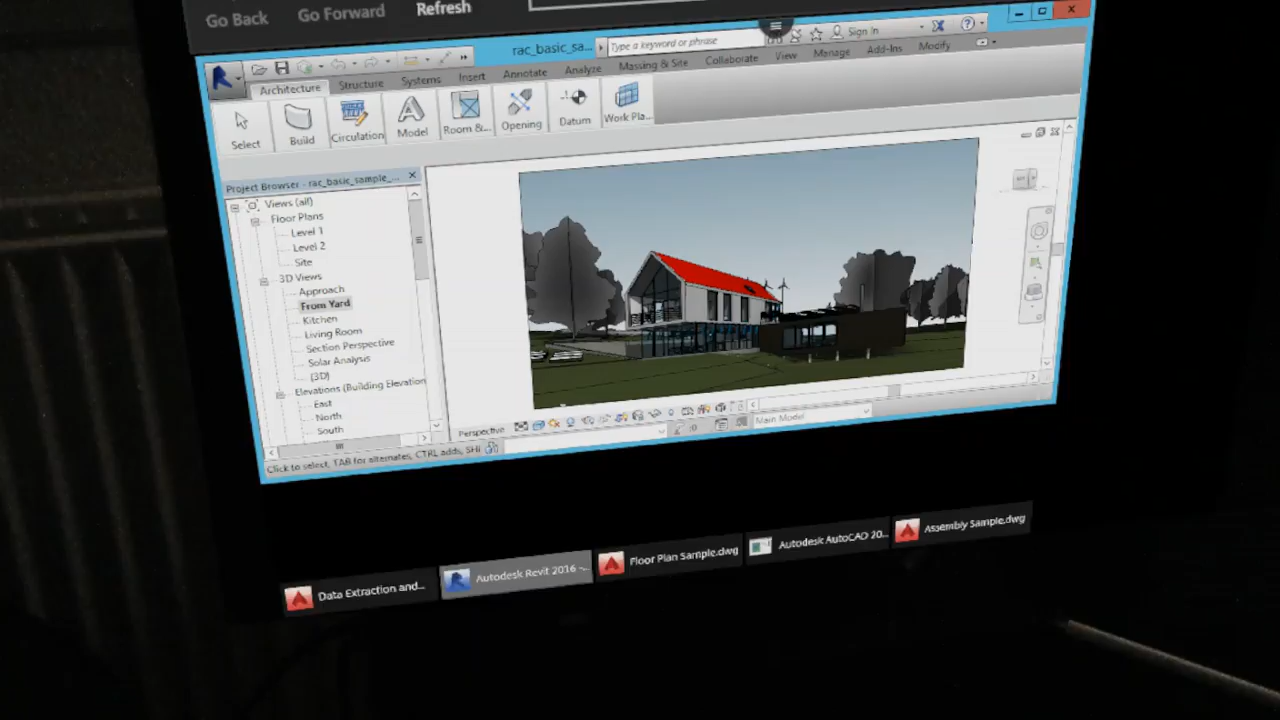 Go Back Go Forward Refresh
rac_basic_sa... Type a keyword or phrase Sign In
Architecture Structure Systems Insert Annotate Analyze Massing & Site Collaborate View Manage Add-Ins Modify
Select Build Circulation Model Room &... Opening Datum Work Pla...
Project Browser - rac_basic_sample_...
Views (all)
Floor Plans
Level 1
Level 2
Site
3D Views
Approach
From Yard
Kitchen
Living Room
Section Perspective
Solar Analysis
{3D}
Elevations (Building Elevation
East
North
South
Perspective
Main Model
Click to select, TAB for alternates, CTRL adds, SHI
:0
Data Extraction and... Autodesk Revit 2016 -... Floor Plan Sample.dwg Autodesk AutoCAD 20... Assembly Sample.dwg